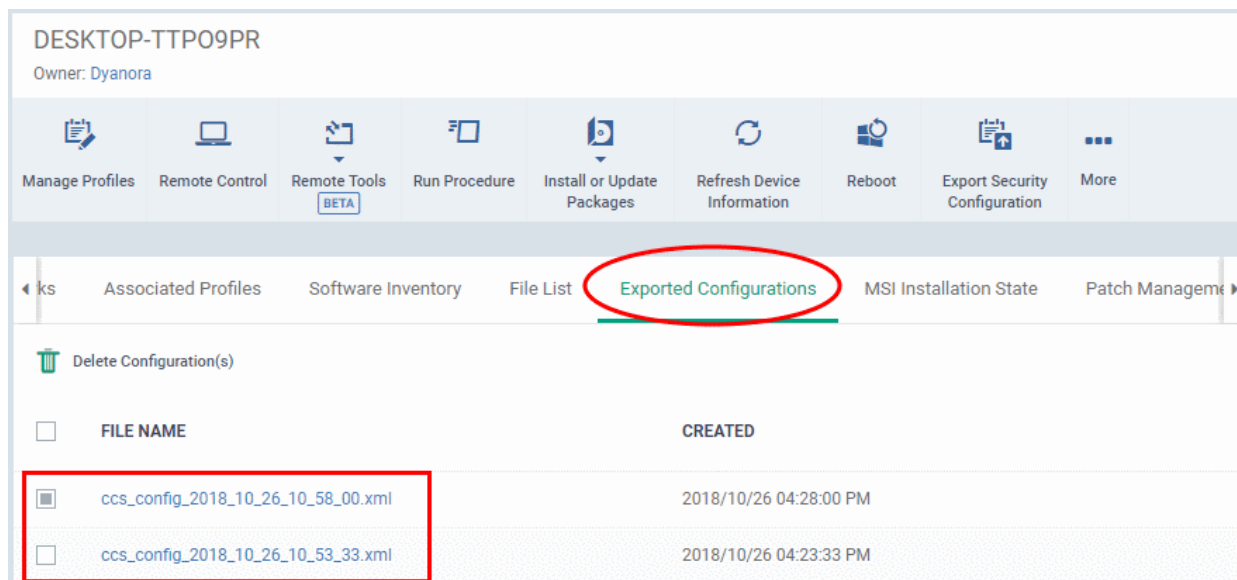 DESKTOP-TTPO9PR
Owner: Dyanora
Manage Profiles
Remote Control
Remote Tools
BETA
Run Procedure
Install or Update
Packages
Refresh Device
Information
Reboot
Export Security
Configuration
More
ks
Associated Profiles
Software Inventory
File List
Exported Configurations
MSI Installation State
Patch Manageme
Delete Configuration(s)
FILE NAME
CREATED
ccs_config_2018_10_26_10_58_00.xml
2018/10/26 04:28:00 PM
ccs_config_2018_10_26_10_53_33.xml
2018/10/26 04:23:33 PM